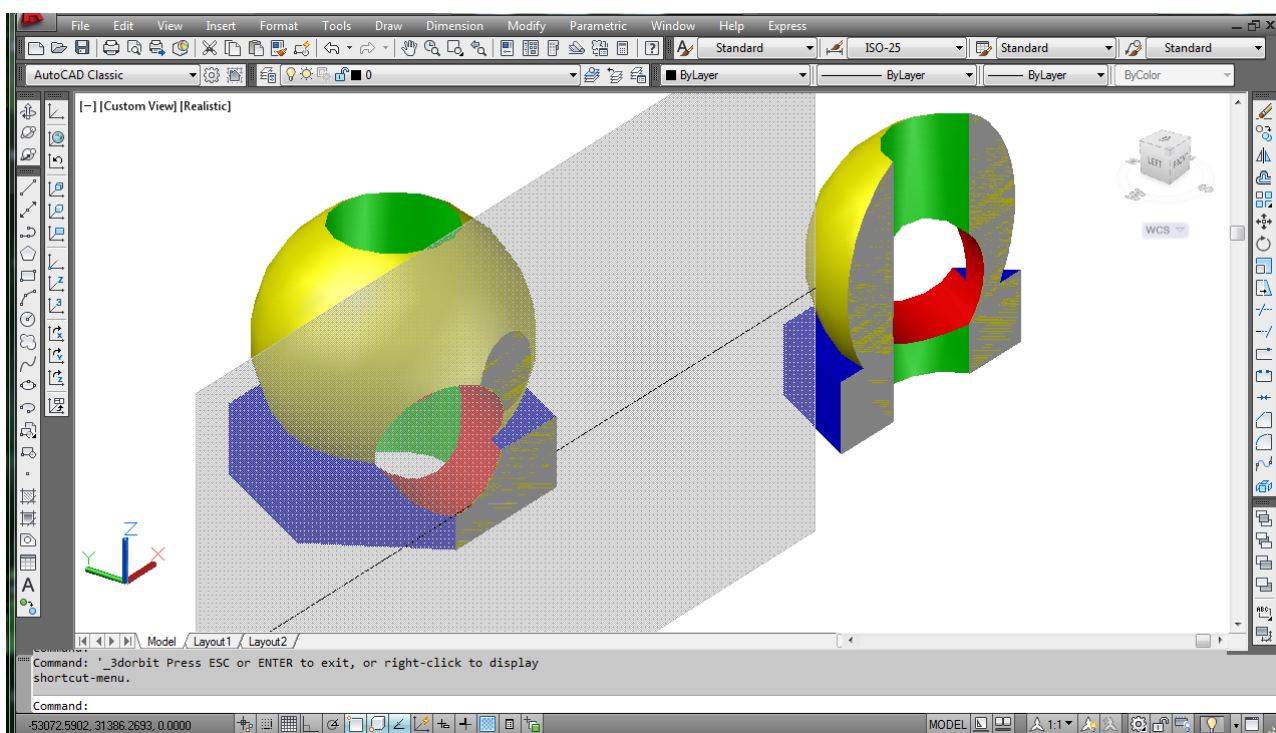 File Edit View Insert Format Tools Draw Dimension Modify Parametric Window Help Express
Standard ISO-25 Standard Standard
AutoCAD Classic 0 ByLayer ByLayer ByLayer ByColor
[−] [Custom View] [Realistic]
LEFT FRONT
WCS
Z
Y X
Model Layout1 Layout2
Command: '_3dorbit Press ESC or ENTER to exit, or right-click to display
shortcut-menu.
Command:
-53072.5902, 31386.2693, 0.0000 MODEL 1:1